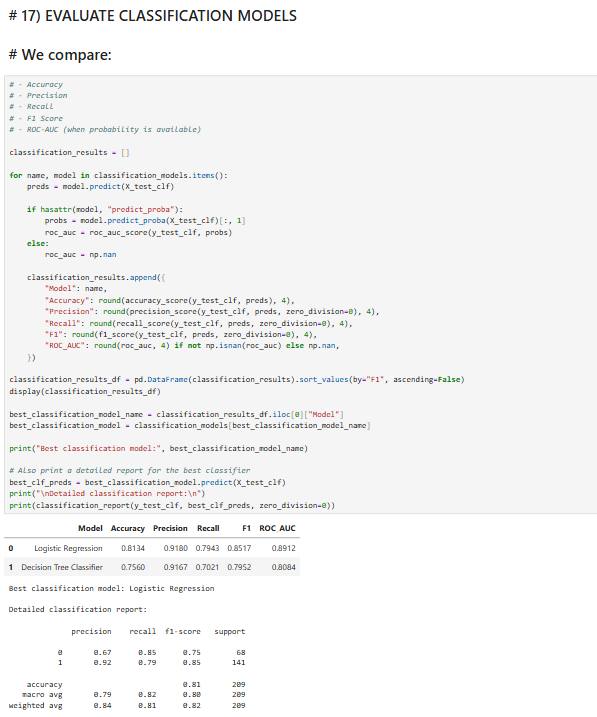 # 17) EVALUATE CLASSIFICATION MODELS
# We compare:
# - Accuracy
# - Precision
# - Recall
# - F1 Score
# - ROC-AUC (when probability is available)
classification_results = []
for name, model in classification_models.items():
    preds = model.predict(X_test_clf)
    if hasattr(model, "predict_proba"):
        probs = model.predict_proba(X_test_clf)[:, 1]
        roc_auc = roc_auc_score(y_test_clf, probs)
    else:
        roc_auc = np.nan
    classification_results.append({
        "Model": name,
        "Accuracy": round(accuracy_score(y_test_clf, preds), 4),
        "Precision": round(precision_score(y_test_clf, preds, zero_division=0), 4),
        "Recall": round(recall_score(y_test_clf, preds, zero_division=0), 4),
        "F1": round(f1_score(y_test_clf, preds, zero_division=0), 4),
        "ROC_AUC": round(roc_auc, 4) if not np.isnan(roc_auc) else np.nan,
    })
classification_results_df = pd.DataFrame(classification_results).sort_values(by="F1", ascending=False)
display(classification_results_df)
best_classification_model_name = classification_results_df.iloc[0]["Model"]
best_classification_model = classification_models[best_classification_model_name]
print("Best classification model:", best_classification_model_name)
# Also print a detailed report for the best classifier
best_clf_preds = best_classification_model.predict(X_test_clf)
print("\nDetailed classification report:\n")
print(classification_report(y_test_clf, best_clf_preds, zero_division=0))
Model Accuracy Precision Recall F1 ROC_AUC
0 Logistic Regression 0.8134 0.9180 0.7943 0.8517 0.8912
1 Decision Tree Classifier 0.7560 0.9167 0.7021 0.7952 0.8084
Best classification model: Logistic Regression
Detailed classification report:
precision recall f1-score support
0 0.67 0.85 0.75 68
1 0.92 0.79 0.85 141
accuracy 0.81 209
macro avg 0.79 0.82 0.80 209
weighted avg 0.84 0.81 0.82 209